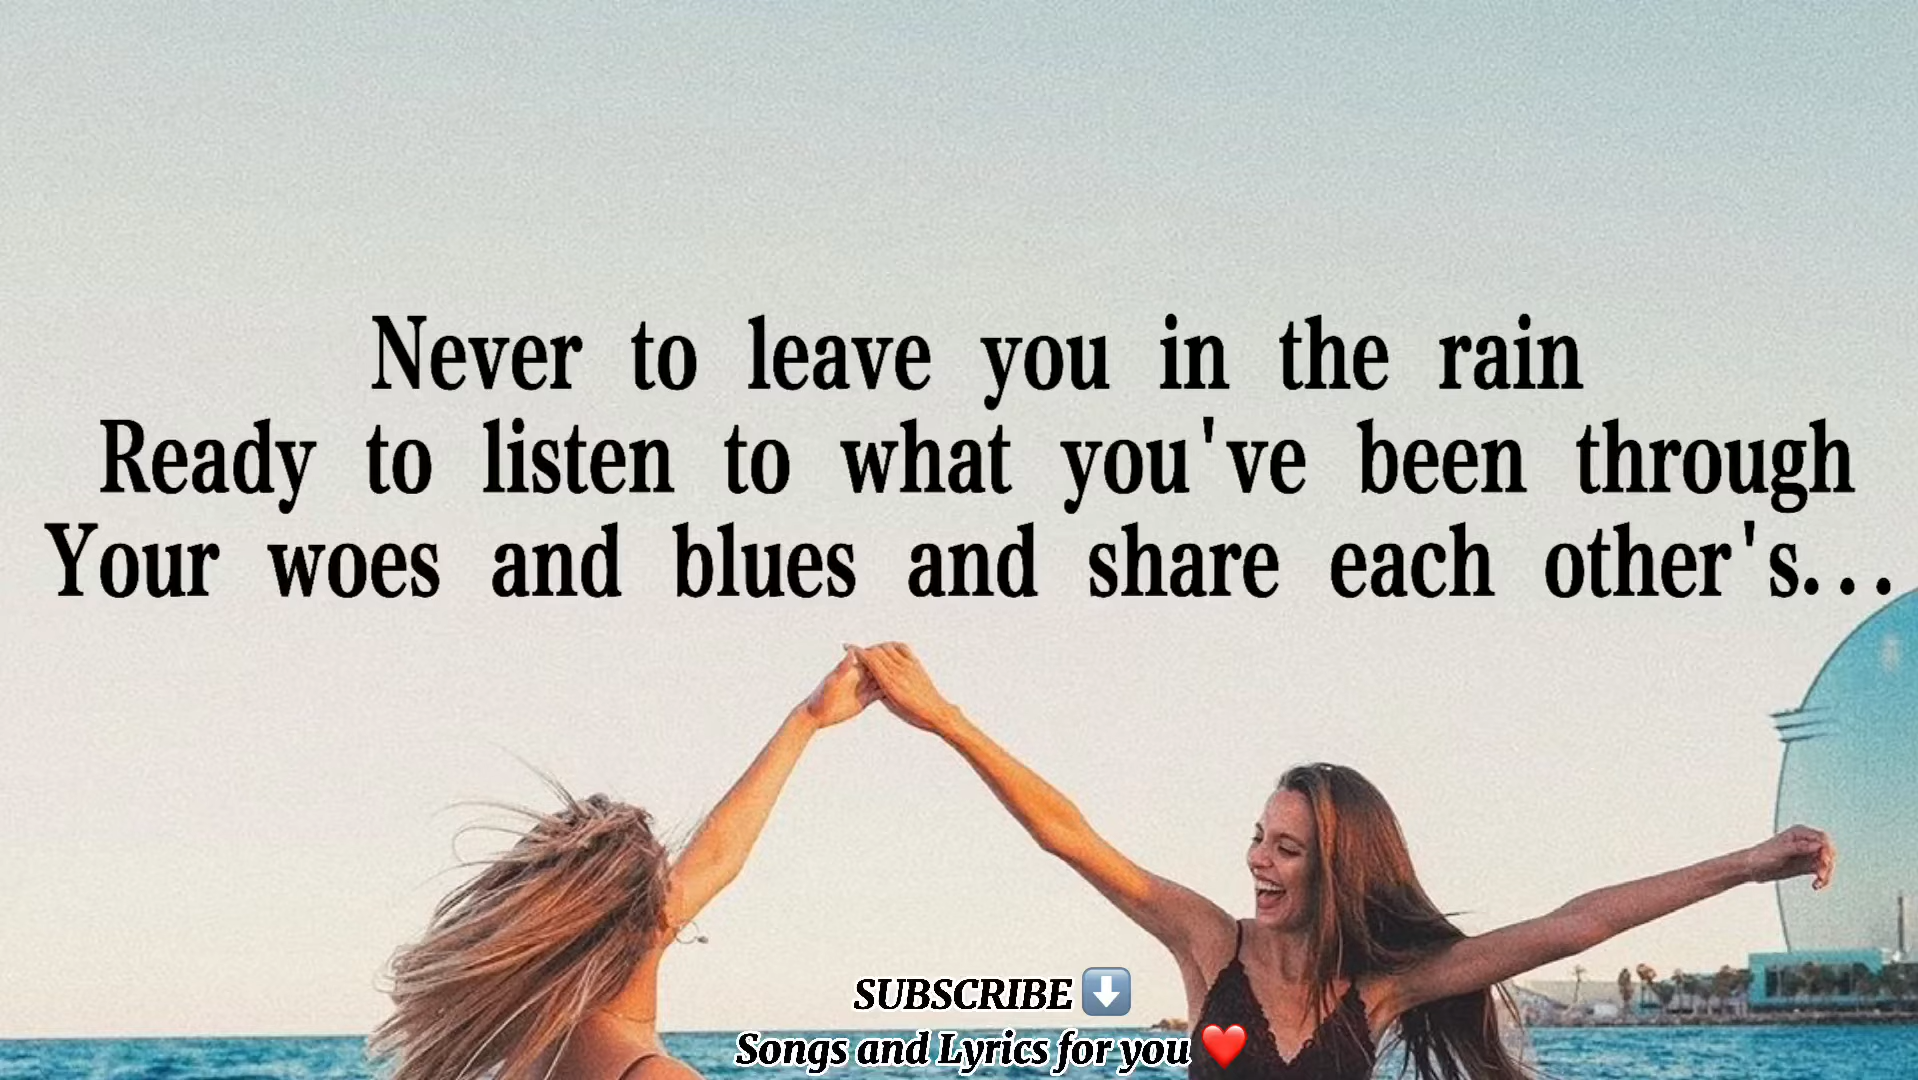 Never to leave you in the rain
Ready to listen to what you've been through
Your woes and blues and share each other's...
SUBSCRIBE ⬇️
Songs and Lyrics for you ❤️